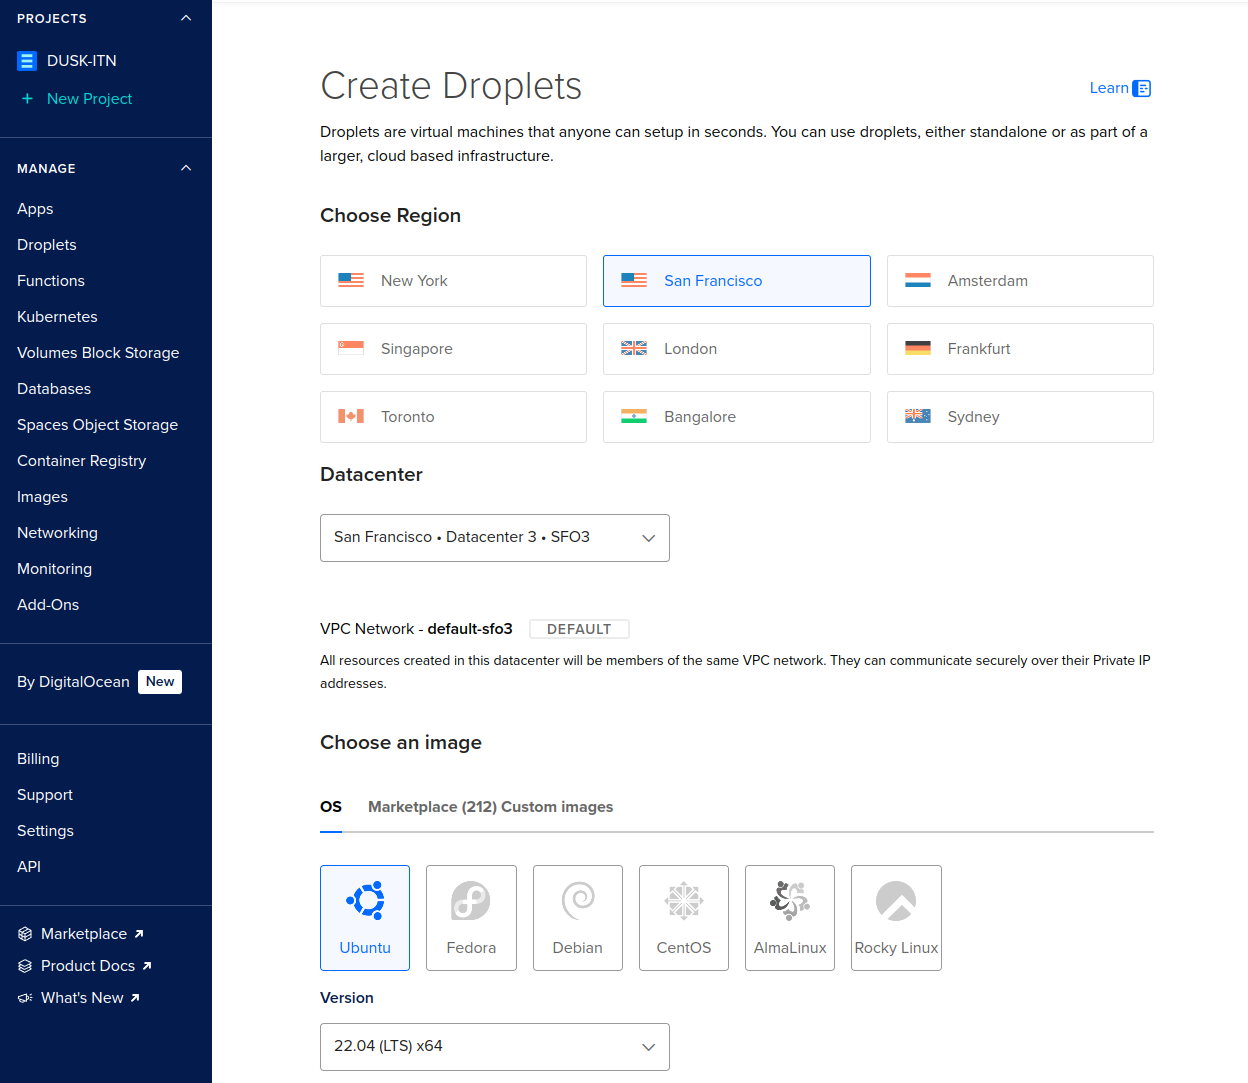 PROJECTS
DUSK-ITN
+ New Project
MANAGE
Apps
Droplets
Functions
Kubernetes
Volumes Block Storage
Databases
Spaces Object Storage
Container Registry
Images
Networking
Monitoring
Add-Ons
By DigitalOcean New
Billing
Support
Settings
API
Marketplace
Product Docs
What's New
Create Droplets
Learn
Droplets are virtual machines that anyone can setup in seconds. You can use droplets, either standalone or as part of a
larger, cloud based infrastructure.
Choose Region
New York San Francisco Amsterdam
Singapore London Frankfurt
Toronto Bangalore Sydney
Datacenter
San Francisco • Datacenter 3 • SFO3
VPC Network - default-sfo3 DEFAULT
All resources created in this datacenter will be members of the same VPC network. They can communicate securely over their Private IP
addresses.
Choose an image
OS Marketplace (212) Custom images
Ubuntu Fedora Debian CentOS AlmaLinux Rocky Linux
Version
22.04 (LTS) x64